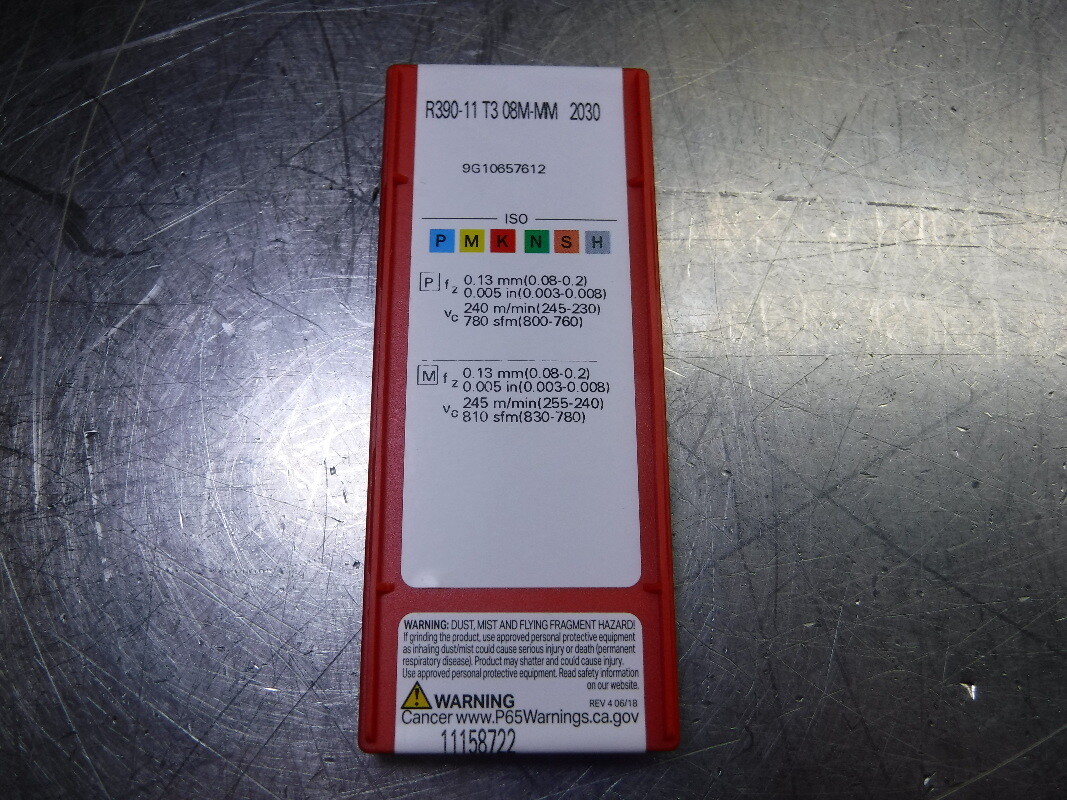 R390-11 T3 08M-MM 2030
9G10657612
ISO
P M K N S H
P fz 0.13 mm(0.08-0.2)
0.005 in(0.003-0.008)
vc 240 m/min(245-230)
780 sfm(800-760)
M fz 0.13 mm(0.08-0.2)
0.005 in(0.003-0.008)
vc 245 m/min(255-240)
810 sfm(830-780)
WARNING: DUST, MIST AND FLYING FRAGMENT HAZARD!
If grinding the product, use approved personal protective equipment
as inhaling dust/mist could cause serious injury or death (permanent
respiratory disease). Product may shatter and could cause injury.
Use approved personal protective equipment. Read safety information
on our website.
WARNING REV 4 06/18
Cancer www.P65Warnings.ca.gov
11158722